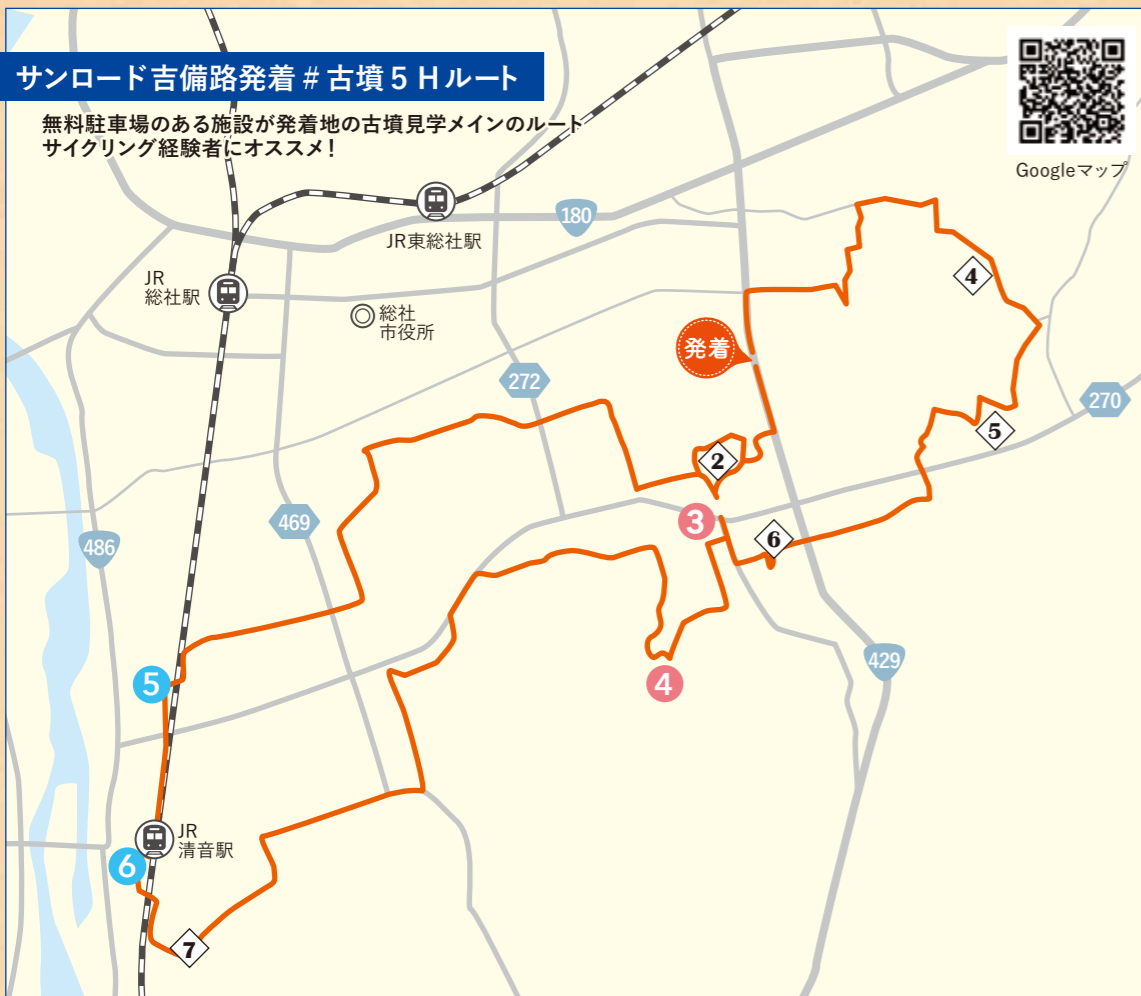 サンロード吉備路発着 # 古墳 5 H ルート
無料駐車場のある施設が発着地の古墳見学メインのルート
サイクリング経験者にオススメ！
Googleマップ
180
JR東総社駅
JR
総社駅
総社
市役所
4
発着
272
270
5
2
3
469
6
486
429
5
4
JR
清音駅
6
7